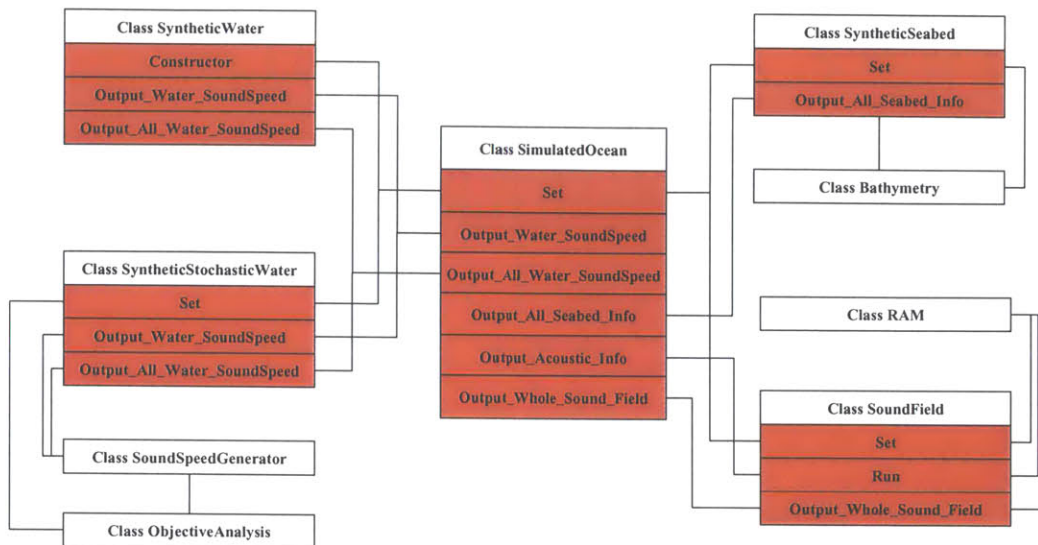 Class SyntheticWater
Constructor
Output_Water_SoundSpeed
Output_All_Water_SoundSpeed
Class SyntheticStochasticWater
Set
Output_Water_SoundSpeed
Output_All_Water_SoundSpeed
Class SoundSpeedGenerator
Class ObjectiveAnalysis
Class SimulatedOcean
Set
Output_Water_SoundSpeed
Output_All_Water_SoundSpeed
Output_All_Seabed_Info
Output_Acoustic_Info
Output_Whole_Sound_Field
Class SyntheticSeabed
Set
Output_All_Seabed_Info
Class Bathymetry
Class RAM
Class SoundField
Set
Run
Output_Whole_Sound_Field